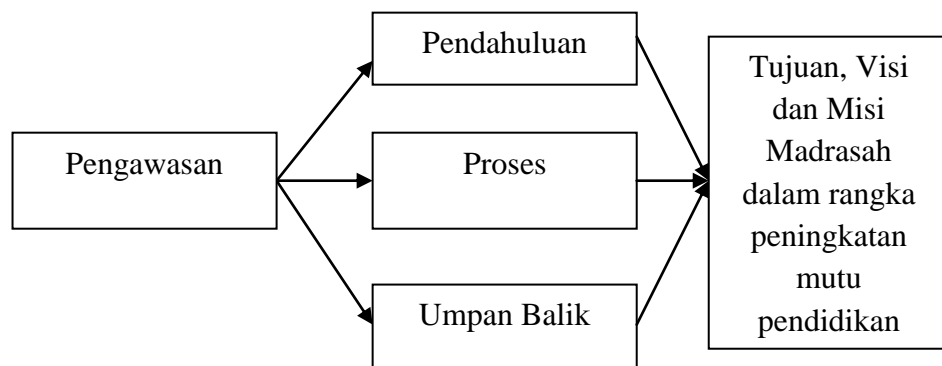 Pengawasan
Pendahuluan
Proses
Umpan Balik
Tujuan, Visi
dan Misi
Madrasah
dalam rangka
peningkatan
mutu
pendidikan